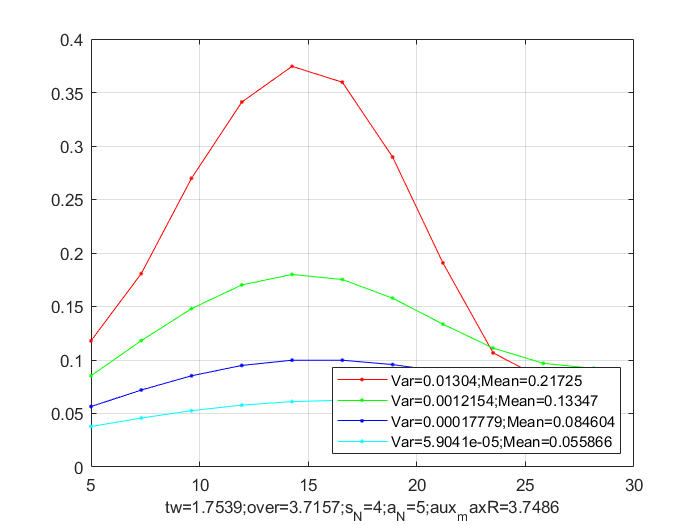 0.4
0.35
0.3
0.25
0.2
0.15
0.1
0.05
0
Var=0.01304;Mean=0.21725
Var=0.0012154;Mean=0.13347
Var=0.00017779;Mean=0.084604
Var=5.9041e-05;Mean=0.055866
5 10 15 20 25 30
tw=1.7539;over=3.7157;s_N=4;a_N=5;aux_maxR=3.7486